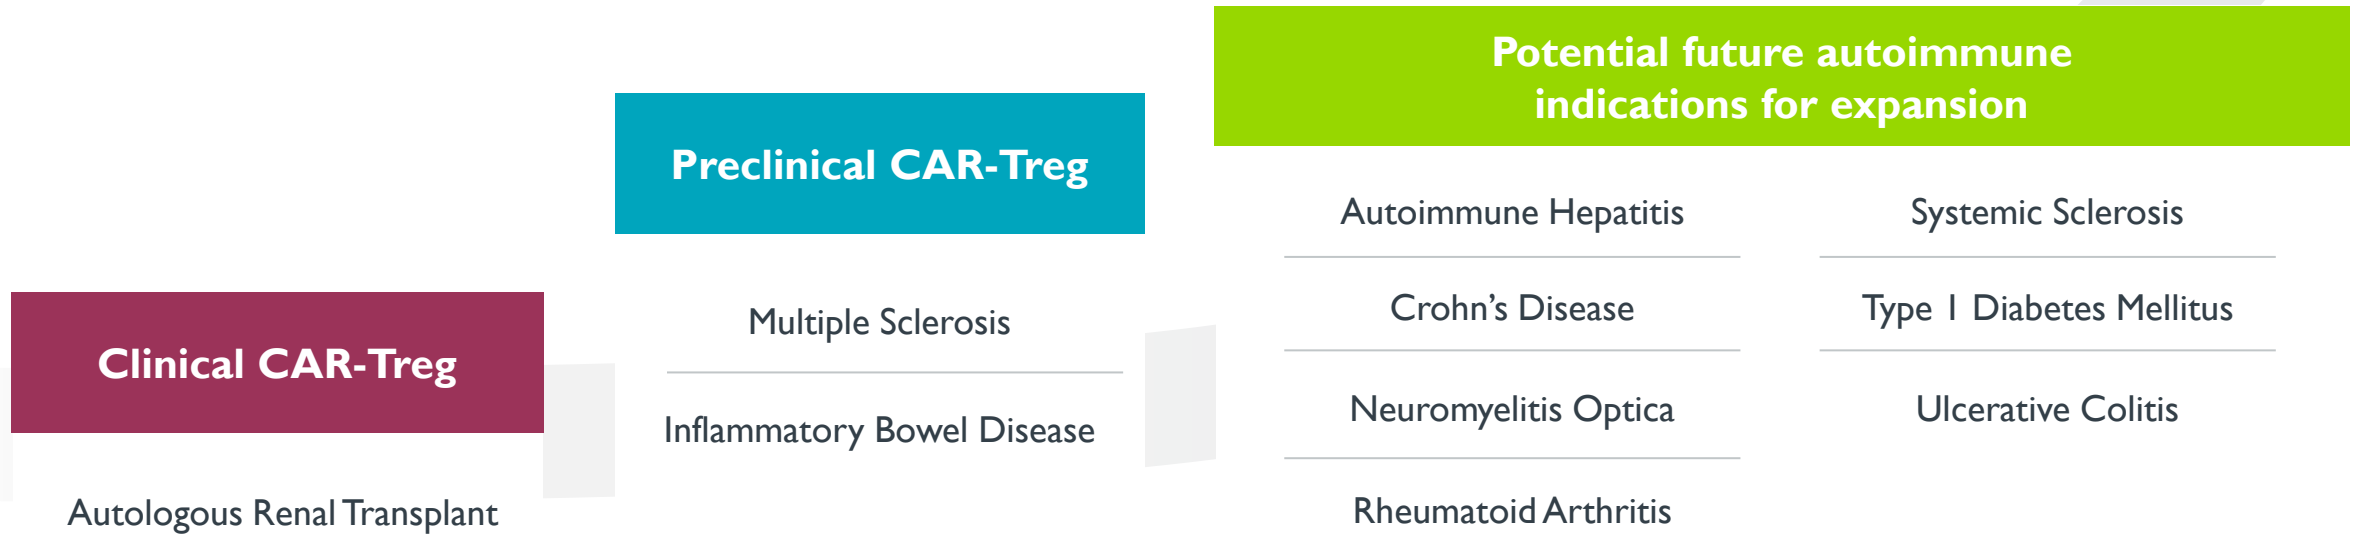 Clinical CAR-Treg
Autologous Renal Transplant
Preclinical CAR-Treg
Multiple Sclerosis
Inflammatory Bowel Disease
Potential future autoimmune
indications for expansion
Autoimmune Hepatitis
Crohn’s Disease
Neuromyelitis Optica
Rheumatoid Arthritis
Systemic Sclerosis
Type 1 Diabetes Mellitus
Ulcerative Colitis